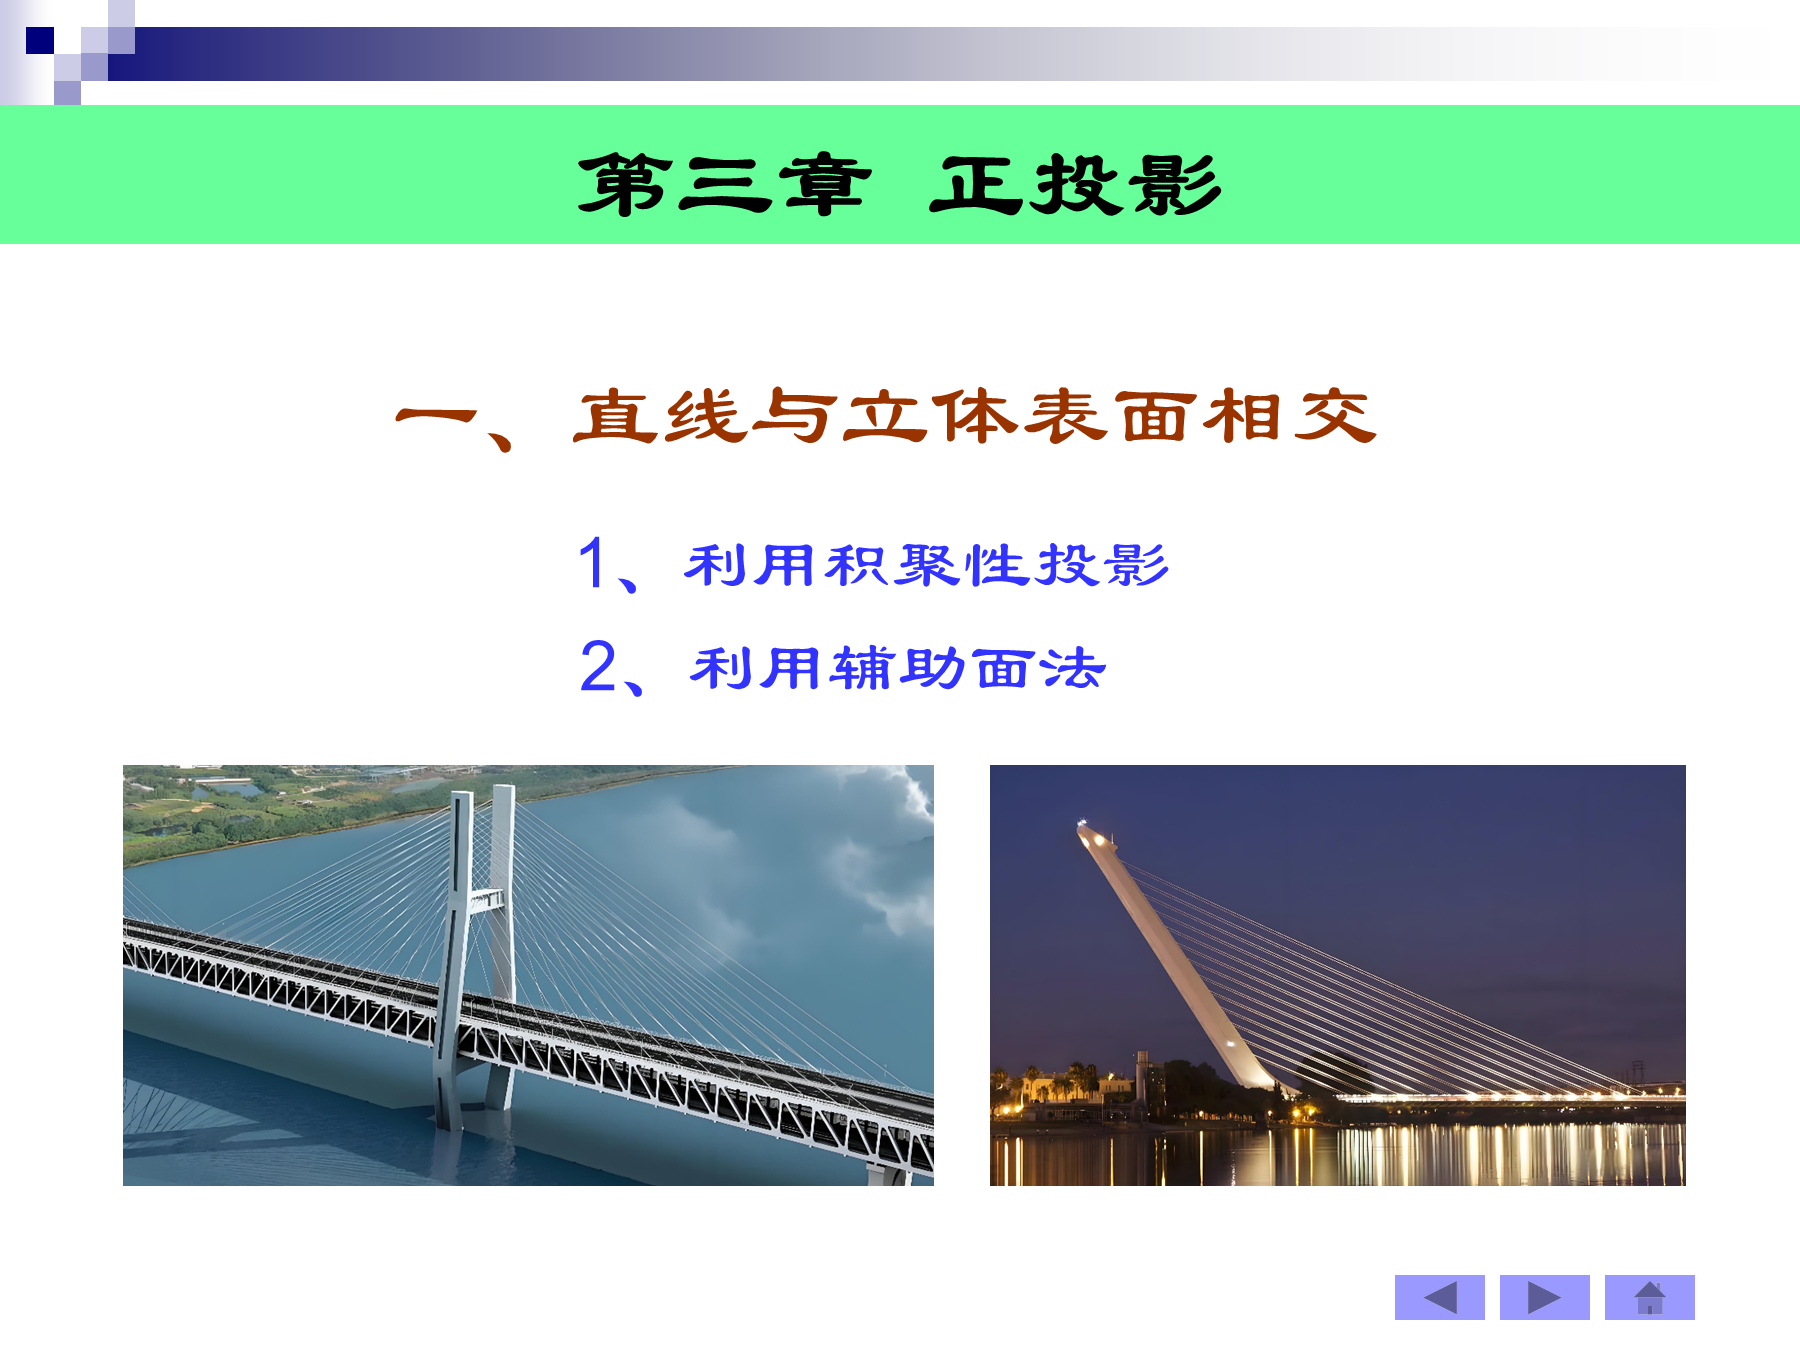 第三章 正投影
一、直线与立体表面相交
1、利用积聚性投影
2、利用辅助面法